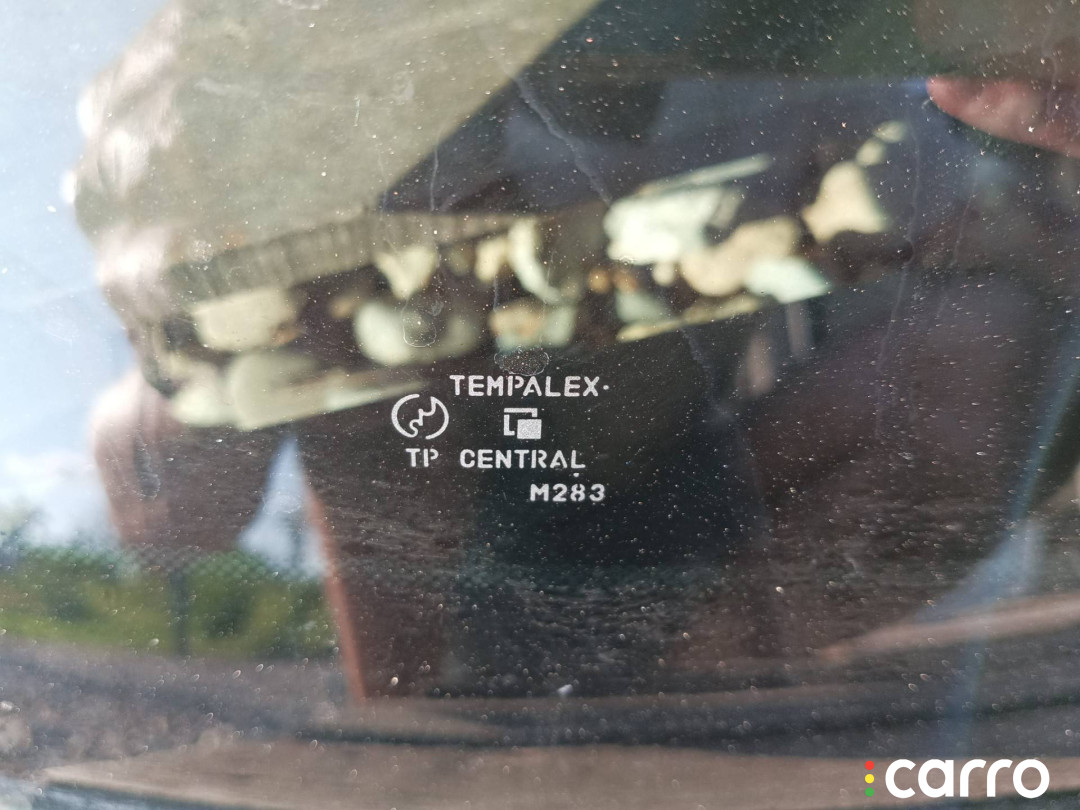 TEMPALEX·
TP CENTRAL
M283
carro